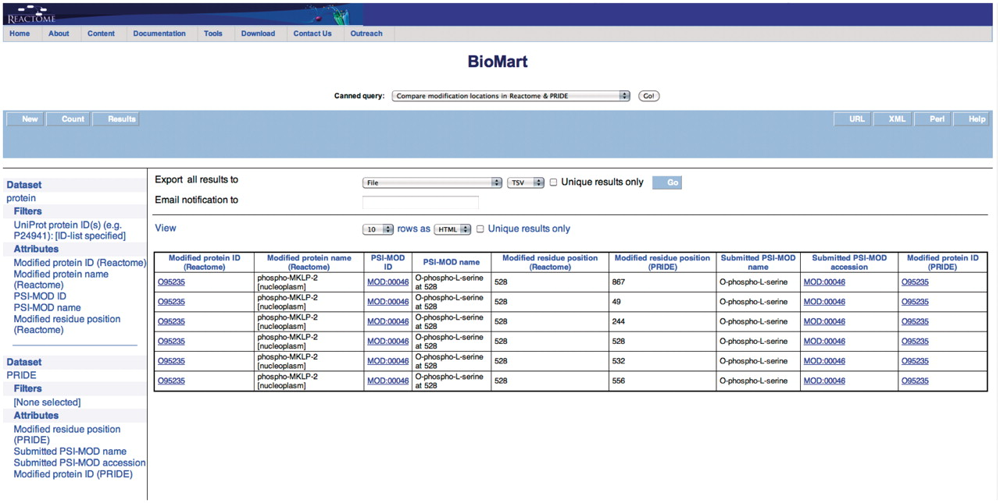 REACTOME
Home About Content Documentation Tools Download Contact Us Outreach
BioMart
Canned query: Compare modification locations in Reactome & PRIDE Go!
New Count Results URL XML Perl Help
Dataset
protein
Filters
UniProt protein ID(s) (e.g.
P24941): [ID-list specified]
Attributes
Modified protein ID (Reactome)
Modified protein name
(Reactome)
PSI-MOD ID
PSI-MOD name
Modified residue position
(Reactome)
Dataset
PRIDE
Filters
[None selected]
Attributes
Modified residue position
(PRIDE)
Submitted PSI-MOD name
Submitted PSI-MOD accession
Modified protein ID (PRIDE)
Export all results to File TSV Unique results only Go
Email notification to
View 10 rows as HTML Unique results only
Modified protein ID Modified protein name PSI-MOD PSI-MOD name Modified residue position Modified residue position Submitted PSI-MOD Submitted PSI-MOD Modified protein ID
(Reactome) (Reactome) ID (Reactome) (PRIDE) name accession (PRIDE)
O95235 phospho-MKLP-2 MOD:00046 O-phospho-L-serine 528 867 O-phospho-L-serine MOD:00046 O95235
[nucleoplasm] at 528
O95235 phospho-MKLP-2 MOD:00046 O-phospho-L-serine 528 49 O-phospho-L-serine MOD:00046 O95235
[nucleoplasm] at 528
O95235 phospho-MKLP-2 MOD:00046 O-phospho-L-serine 528 244 O-phospho-L-serine MOD:00046 O95235
[nucleoplasm] at 528
O95235 phospho-MKLP-2 MOD:00046 O-phospho-L-serine 528 528 O-phospho-L-serine MOD:00046 O95235
[nucleoplasm] at 528
O95235 phospho-MKLP-2 MOD:00046 O-phospho-L-serine 528 532 O-phospho-L-serine MOD:00046 O95235
[nucleoplasm] at 528
O95235 phospho-MKLP-2 MOD:00046 O-phospho-L-serine 528 556 O-phospho-L-serine MOD:00046 O95235
[nucleoplasm] at 528